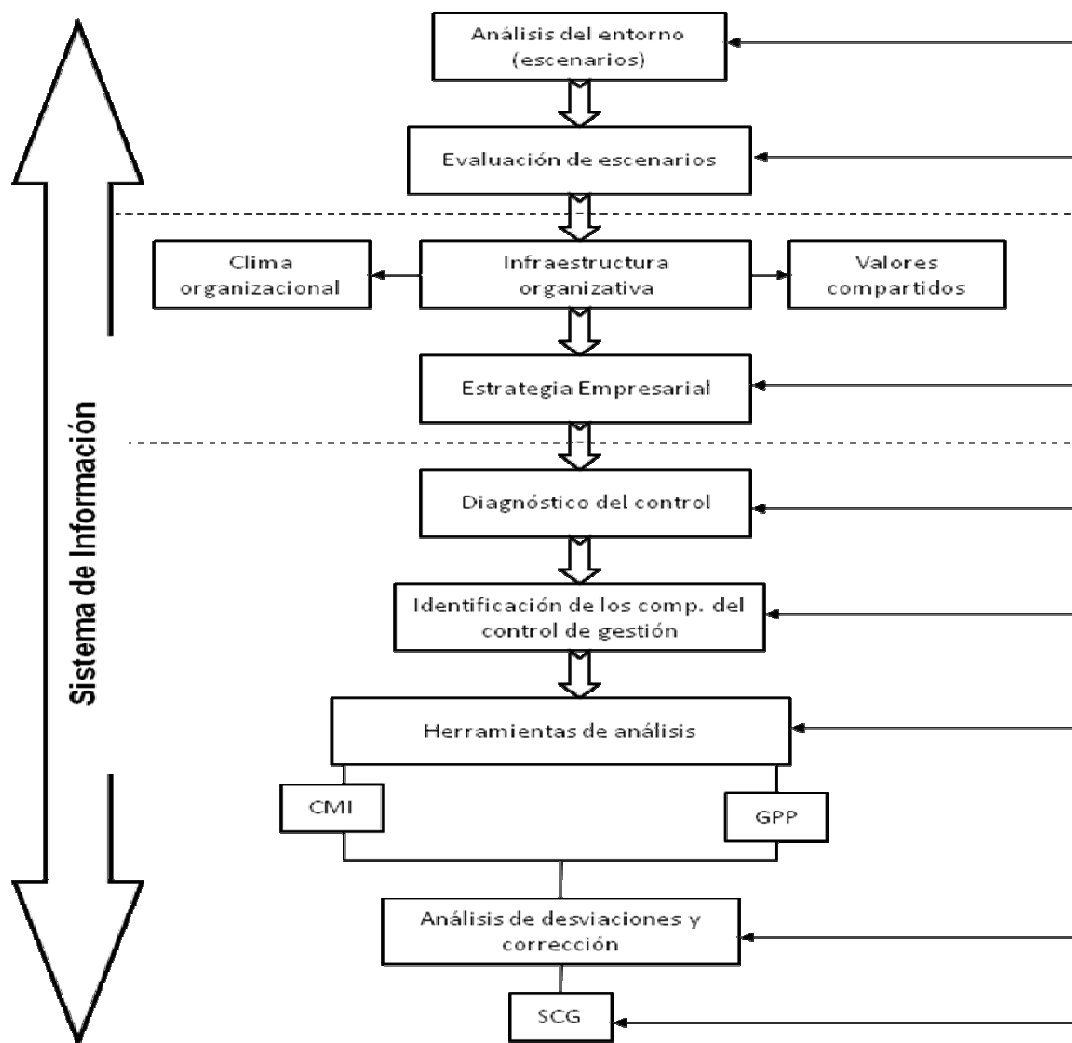 Análisis del entorno
(escenarios)
Evaluación de escenarios
Clima
organizacional
Infraestructura
organizativa
Valores
compartidos
Estrategia Empresarial
Sistema de Información
Diagnóstico del control
Identificación de los comp. del
control de gestión
Herramientas de análisis
CMI
GPP
Análisis de desviaciones y
corrección
SCG